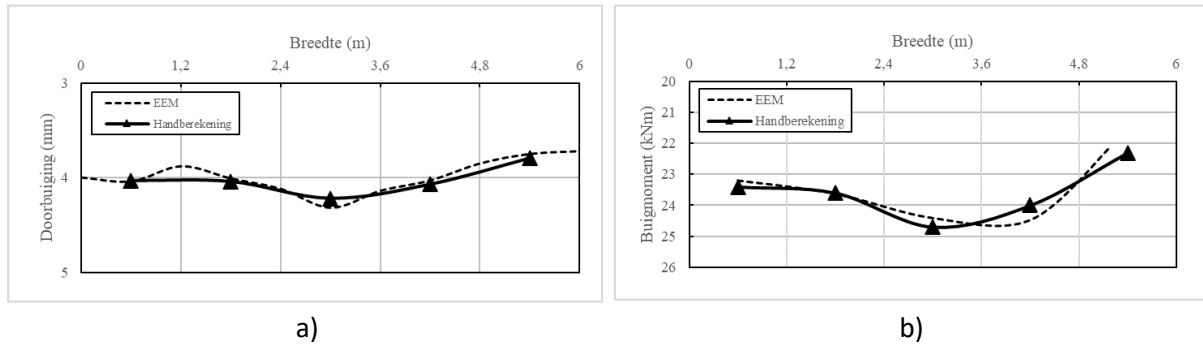 Breedte (m)
0 1,2 2,4 3,6 4,8 6
3
4
5
Doorbuiging (mm)
EEM
Handberekening
a)
Breedte (m)
0 1,2 2,4 3,6 4,8 6
20
21
22
23
24
25
26
Buigmoment (kNm)
EEM
Handberekening
b)